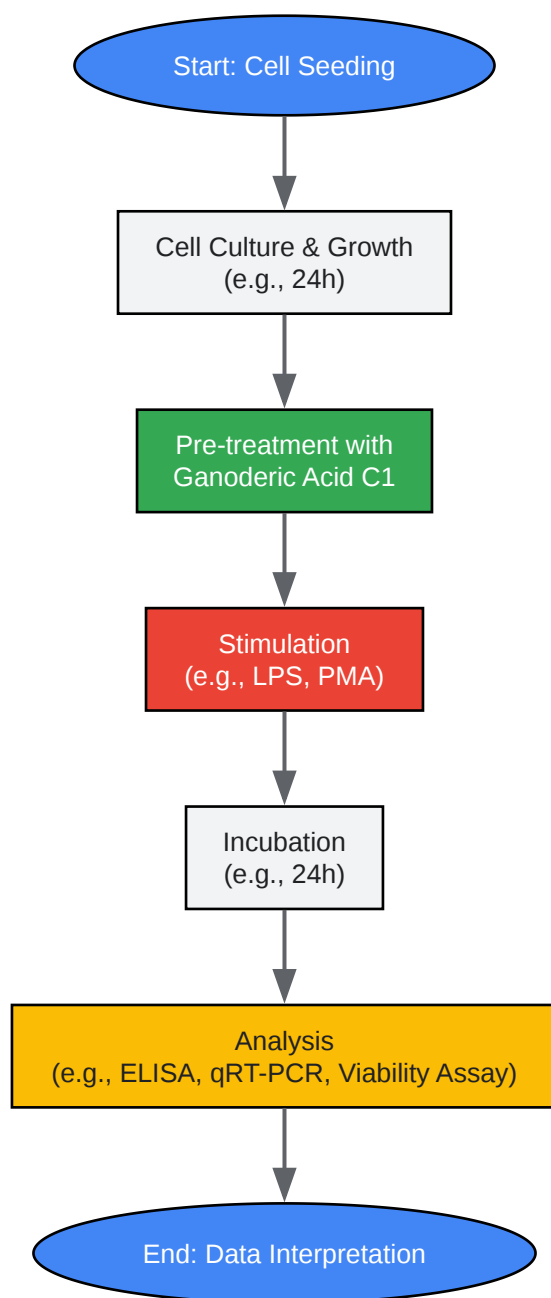 Start: Cell Seeding
Cell Culture & Growth
(e.g., 24h)
Pre-treatment with
Ganoderic Acid C1
Stimulation
(e.g., LPS, PMA)
Incubation
(e.g., 24h)
Analysis
(e.g., ELISA, qRT-PCR, Viability Assay)
End: Data Interpretation